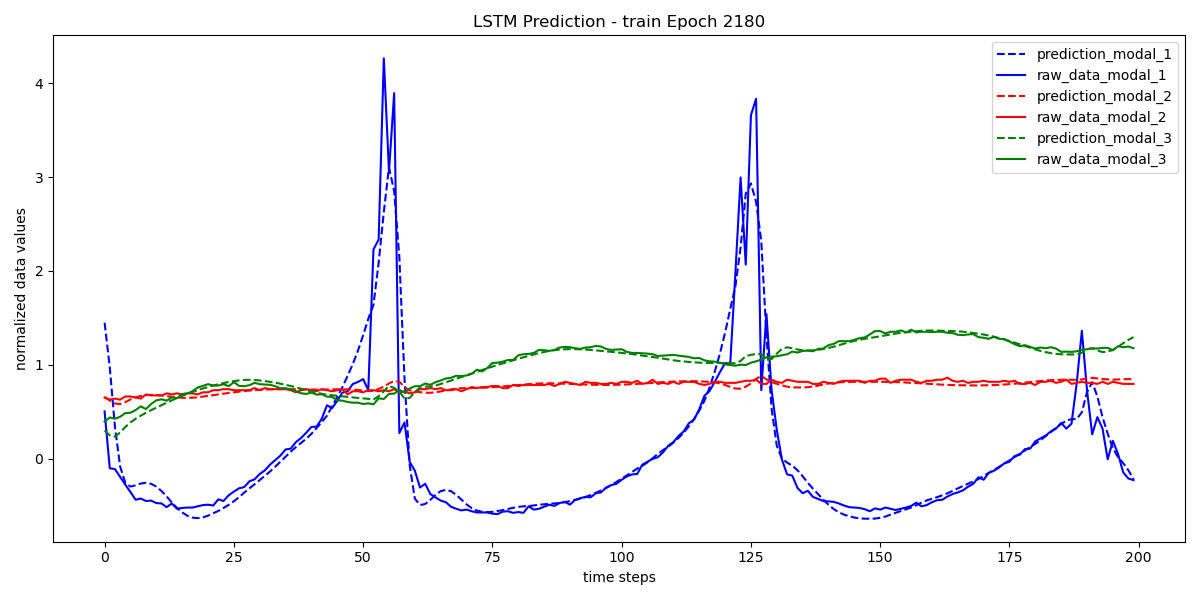 LSTM Prediction - train Epoch 2180
normalized data values
4
3
2
1
0
0 25 50 75 100 125 150 175 200
time steps
prediction_modal_1
raw_data_modal_1
prediction_modal_2
raw_data_modal_2
prediction_modal_3
raw_data_modal_3